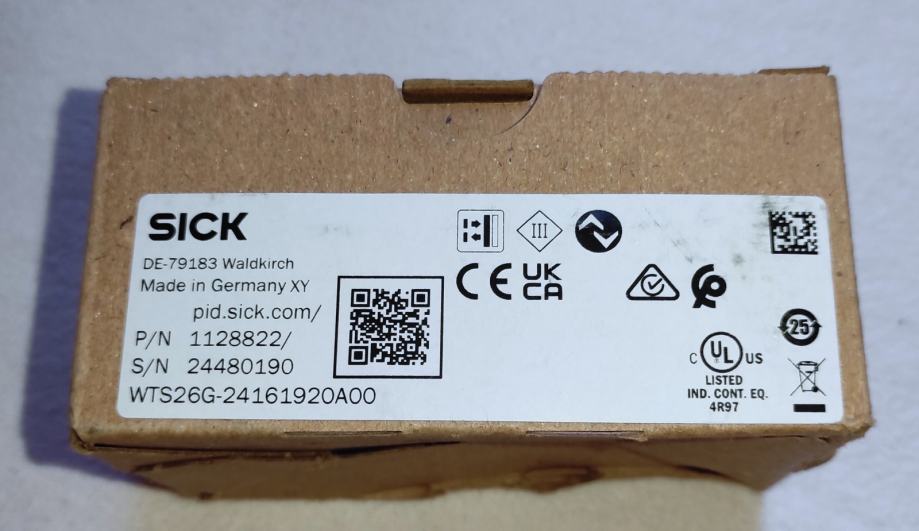 SICK
DE-79183 Waldkirch
Made in Germany XY
pid.sick.com/
P/N 1128822/
S/N 24480190
WTS26G-24161920A00
III
CE
UK
CA
25
C UL US
LISTED
IND. CONT. EQ.
4R97